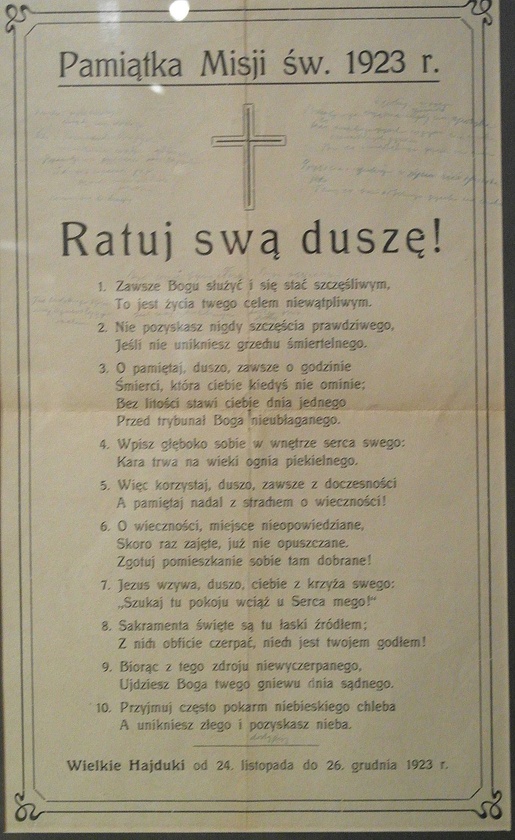 Pamiątka Misji św. 1923 r.
Ratuj swą duszę!
1. Zawsze Bogu służyć i się stać szczęśliwym,
To jest życia twego celem niewątpliwym.
2. Nie pozyskasz nigdy szczęścia prawdziwego,
Jeśli nie unikniesz grzechu śmiertelnego.
3. O pamiętaj, duszo, zawsze o godzinie
Śmierci, która ciebie kiedyś nie ominie;
Bez litości stawi ciebie dnia jednego
Przed trybunał Boga nieubłaganego.
4. Wpisz głęboko sobie w wnętrze serca swego:
Kara trwa na wieki ognia piekielnego.
5. Więc korzystaj, duszo, zawsze z doczesności
A pamiętaj nadal z strachem o wieczności!
6. O wieczności, miejsce nieopowiedziane,
Skoro raz zajęte, już nie opuszczane.
Zgotuj pomieszkanie sobie tam dobrane!
7. Jezus wzywa, duszo, ciebie z krzyża swego:
„Szukaj tu pokoju wciąż u Serca mego!"
8. Sakramenta święte są tu łaski źródłem;
Z nich obficie czerpać, niech jest twojem godłem!
9. Biorąc z tego zdroju niewyczerpanego,
Ujdziesz Boga twego gniewu dnia sądnego.
10. Przyjmuj często pokarm niebieskiego chleba
A unikniesz złego i pozyskasz nieba.
Wielkie Hajduki od 24. listopada do 26. grudnia 1923 r.